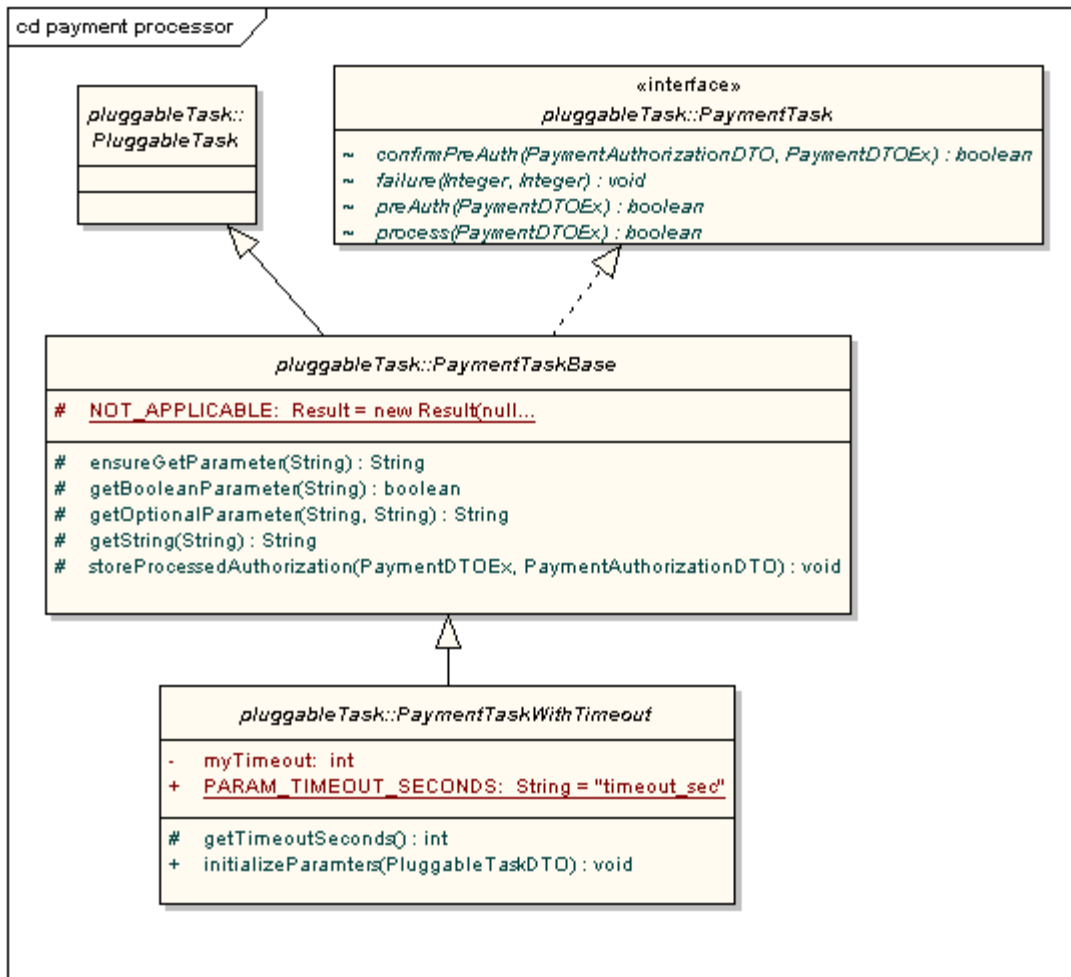 cd payment processor
pluggableTask::
PluggableTask
«interface»
pluggableTask::PaymentTask
~ confirmPreAuth(PaymentAuthorizationDTO, PaymentDTOEx) : boolean
~ failure(Integer, Integer) : void
~ preAuth(PaymentDTOEx) : boolean
~ process(PaymentDTOEx) : boolean
pluggableTask::PaymentTaskBase
# NOT_APPLICABLE: Result = new Result(null...
# ensureGetParameter(String) : String
# getBooleanParameter(String) : boolean
# getOptionalParameter(String, String) : String
# getString(String) : String
# storeProcessedAuthorization(PaymentDTOEx, PaymentAuthorizationDTO) : void
pluggableTask::PaymentTaskWithTimeout
- myTimeout: int
+ PARAM_TIMEOUT_SECONDS: String = "timeout_sec"
# getTimeoutSeconds() : int
+ initializeParamters(PluggableTaskDTO) : void